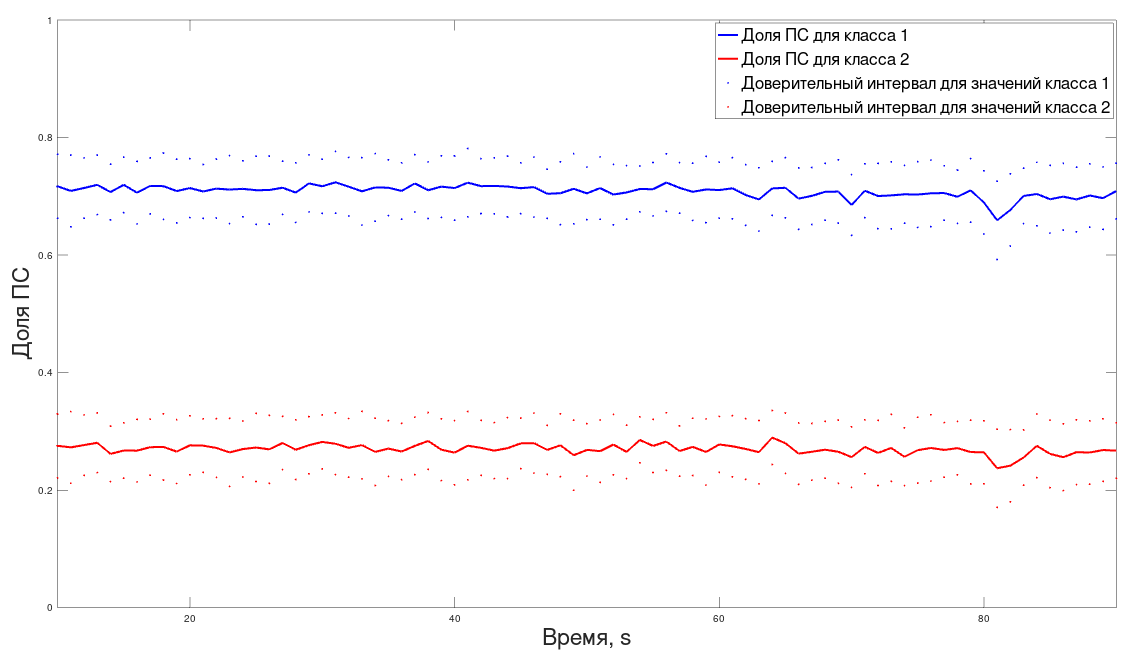 1
0.8
0.6
0.4
0.2
0
20
40
60
80
Доля ПС
Время, s
Доля ПС для класса 1
Доля ПС для класса 2
Доверительный интервал для значений класса 1
Доверительный интервал для значений класса 2